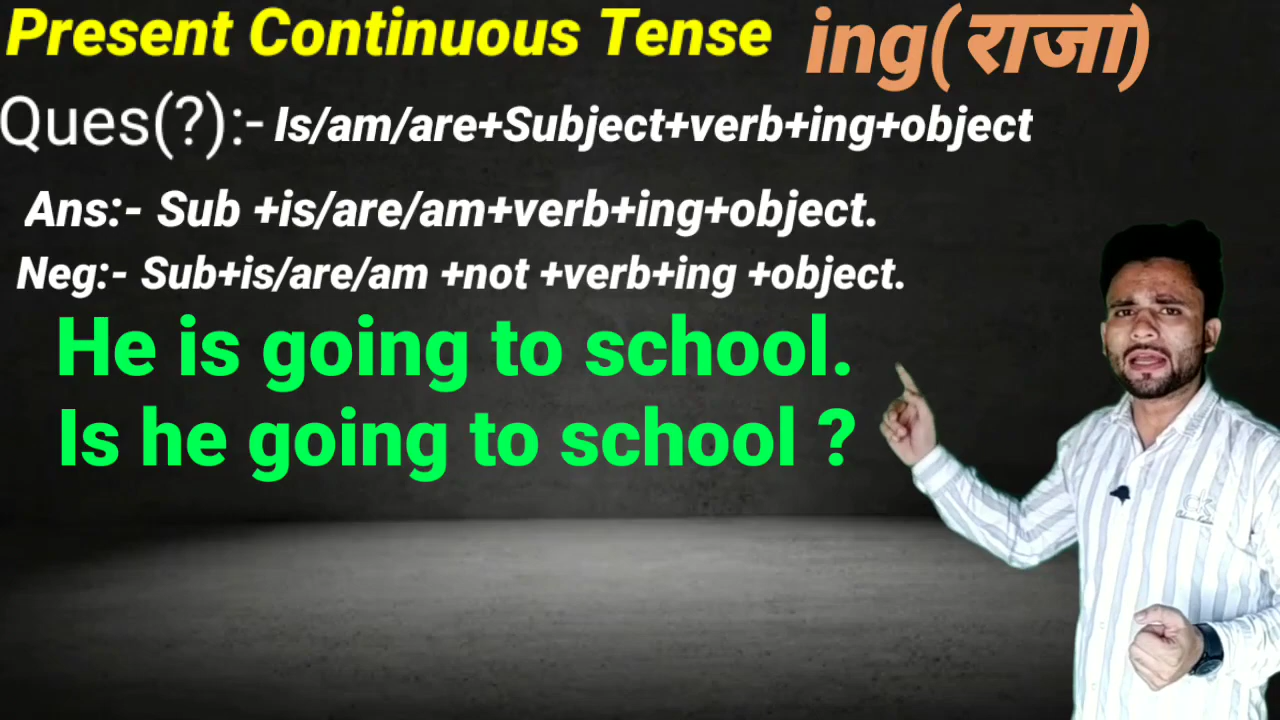 Present Continuous Tense ing(राजा)
Ques(?):- Is/am/are+Subject+verb+ing+object
Ans:- Sub +is/are/am+verb+ing+object.
Neg:- Sub+is/are/am +not +verb+ing +object.
He is going to school.
Is he going to school ?